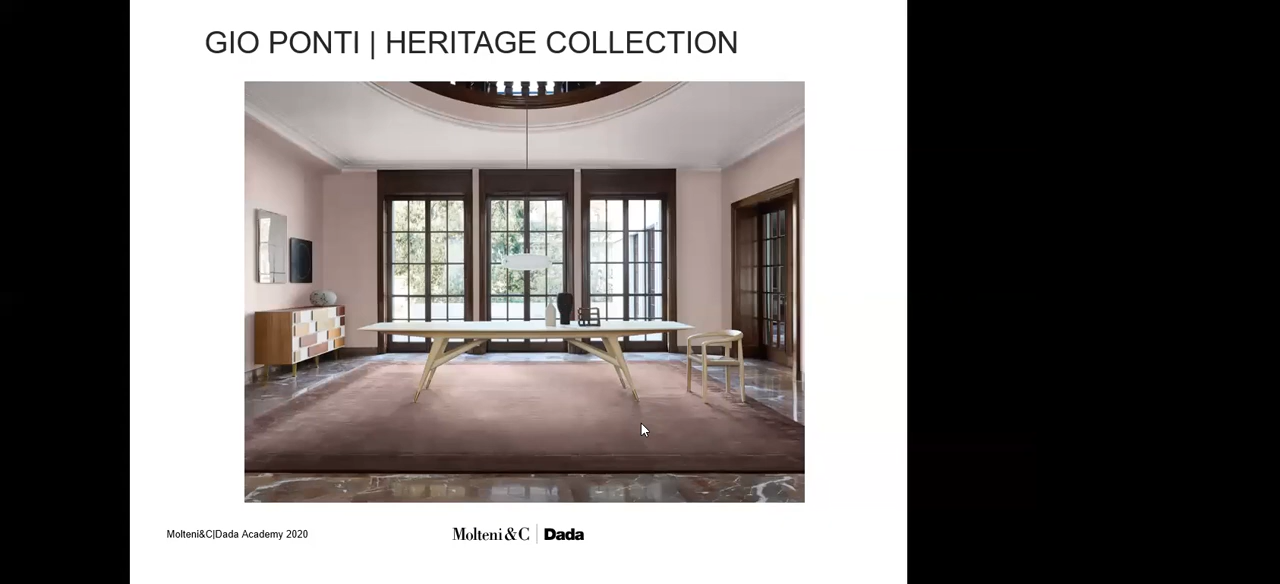 GIO PONTI | HERITAGE COLLECTION
Molteni&C|Dada Academy 2020
Molteni&C | Dada